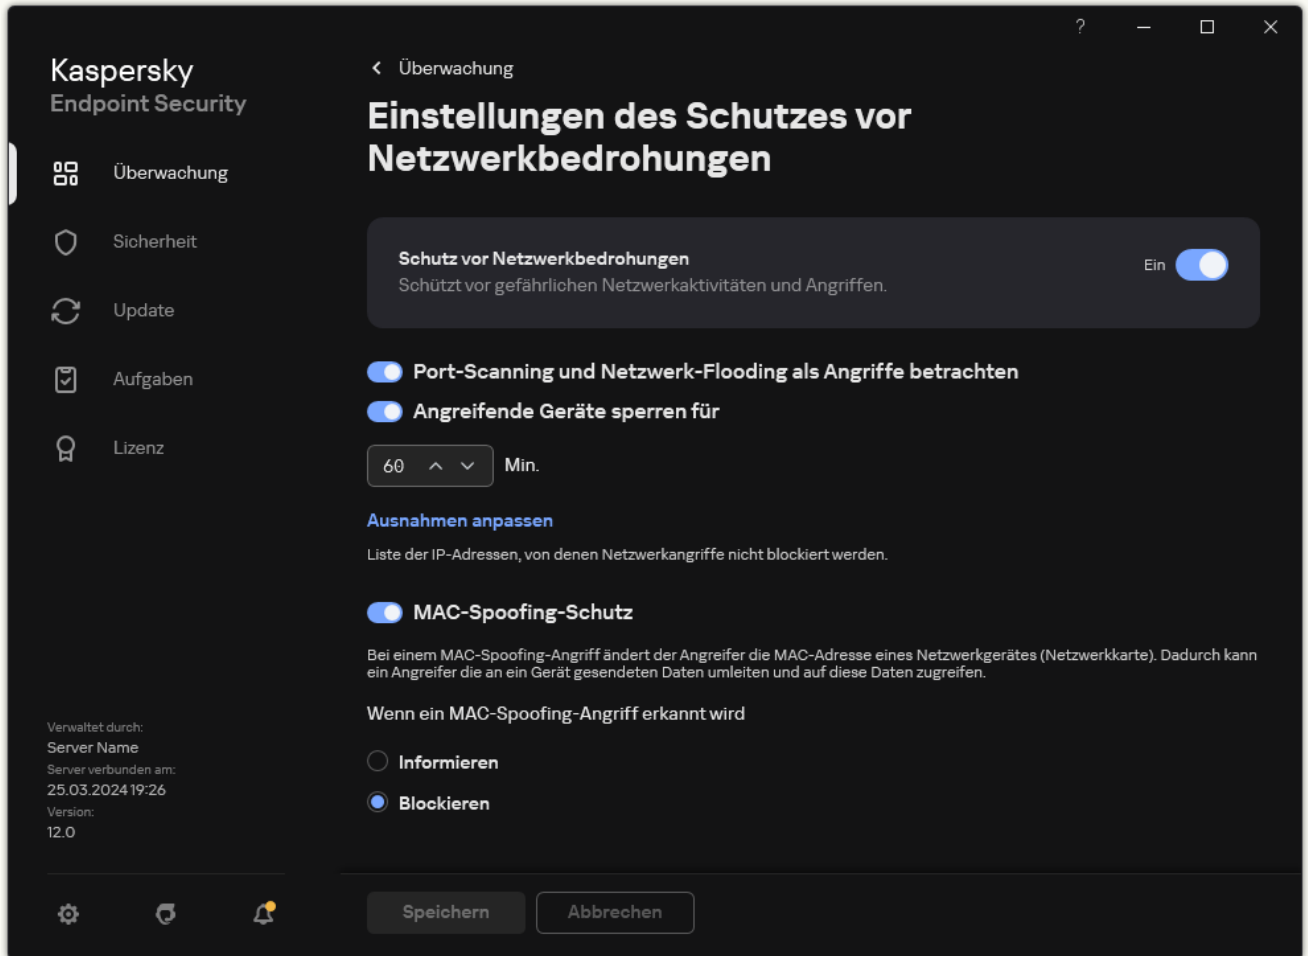 ?
Kaspersky
Endpoint Security
Überwachung
Sicherheit
Update
Aufgaben
Lizenz
Verwaltet durch:
Server Name
Server verbunden am:
25.03.2024 19:26
Version:
12.0
Überwachung
Einstellungen des Schutzes vor
Netzwerkbedrohungen
Schutz vor Netzwerkbedrohungen
Schützt vor gefährlichen Netzwerkaktivitäten und Angriffen.
Ein
Port-Scanning und Netzwerk-Flooding als Angriffe betrachten
Angreifende Geräte sperren für
60 Min.
Ausnahmen anpassen
Liste der IP-Adressen, von denen Netzwerkangriffe nicht blockiert werden.
MAC-Spoofing-Schutz
Bei einem MAC-Spoofing-Angriff ändert der Angreifer die MAC-Adresse eines Netzwerkgerätes (Netzwerkkarte). Dadurch kann
ein Angreifer die an ein Gerät gesendeten Daten umleiten und auf diese Daten zugreifen.
Wenn ein MAC-Spoofing-Angriff erkannt wird
Informieren
Blockieren
Speichern
Abbrechen